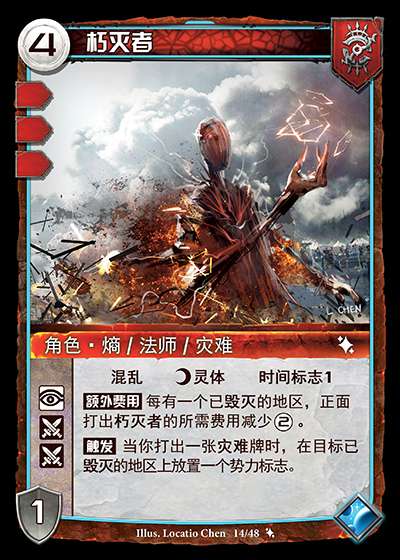 4 朽灭者
L CHEN
角色·熵 / 法师 / 灾难
混乱 灵体 时间标志1
额外费用 每有一个已毁灭的地区，正面
打出朽灭者的所需费用减少②。
触发 当你打出一张灾难牌时，在目标已
毁灭的地区上放置一个势力标志。
1
Illus. Locatio Chen 14/48